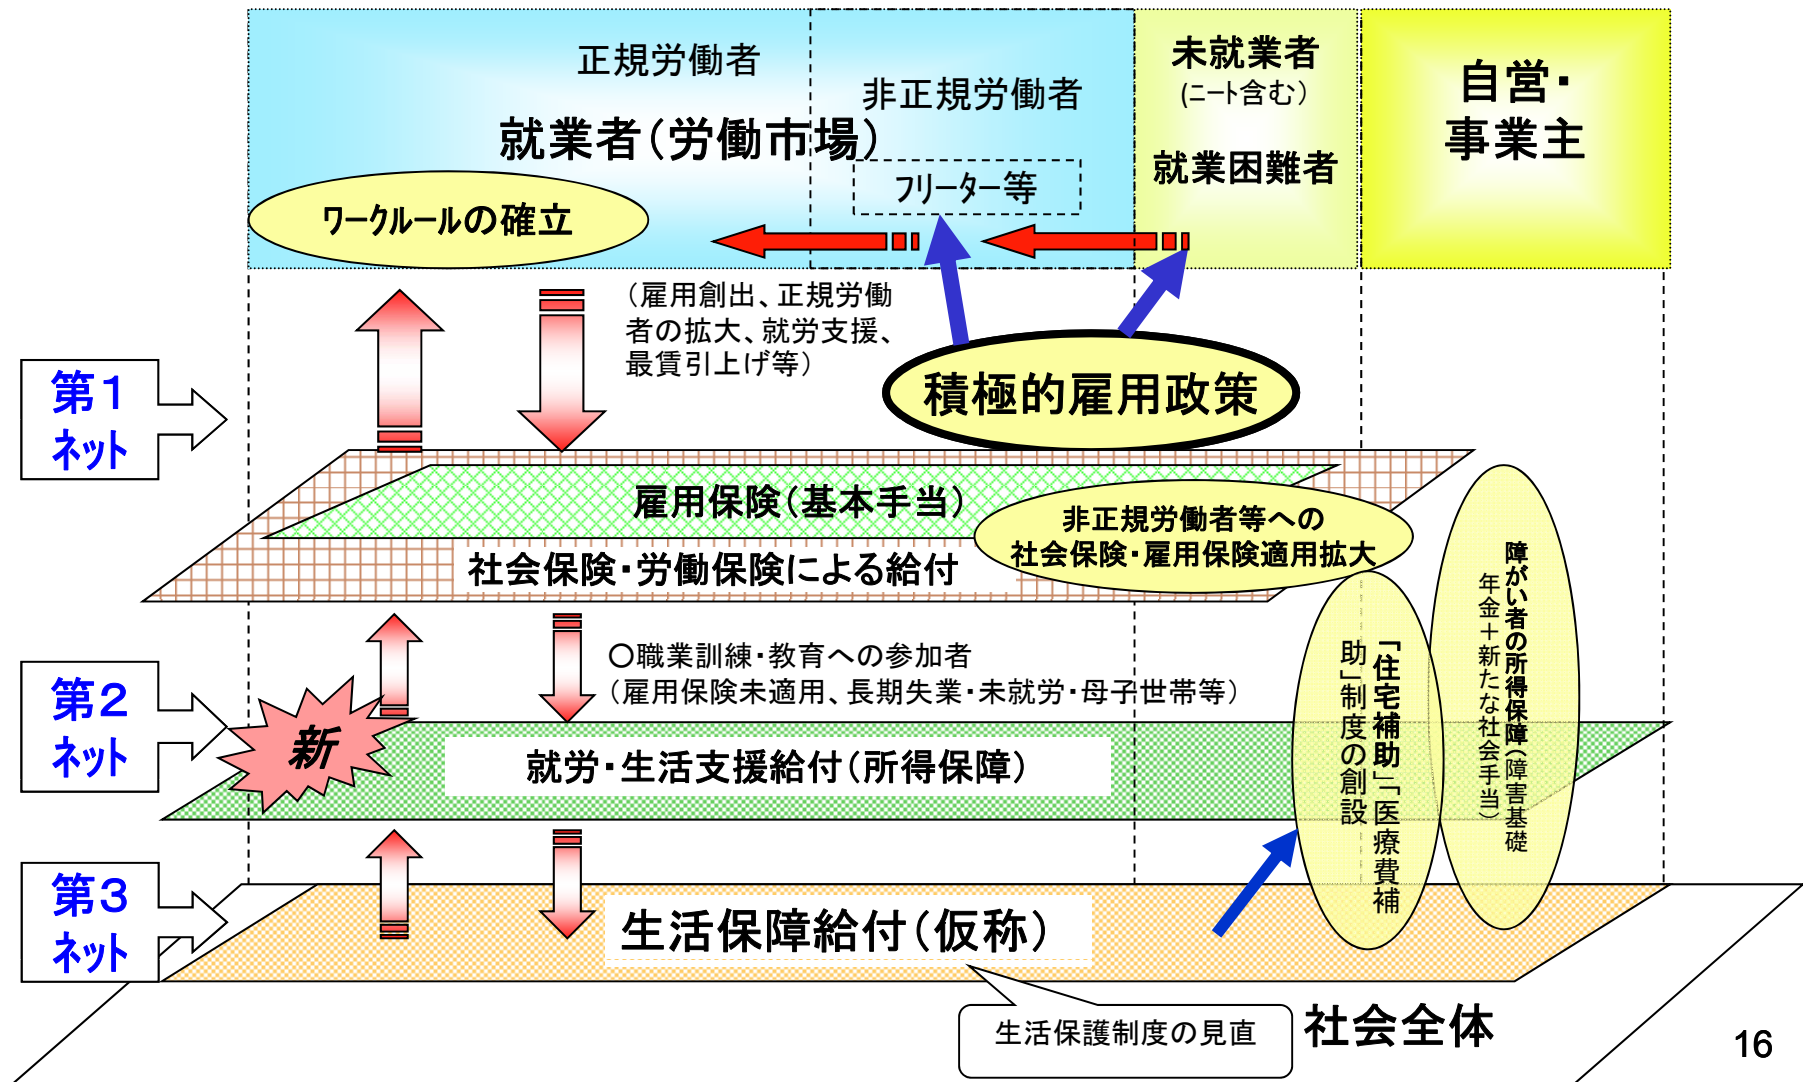 正規労働者
非正規労働者
就業者(労働市場)
フリーター等
未就業者
(ニート含む)
就業困難者
自営・
事業主
ワークルールの確立
(雇用創出、正規労働
者の拡大、就労支援、
最賃引上げ等)
積極的雇用政策
第1
ネット
雇用保険(基本手当)
社会保険・労働保険による給付
非正規労働者等への
社会保険・雇用保険適用拡大
障がい者の所得保障(障害基礎
年金+新たな社会手当)
「住宅補助」「医療費補
助」制度の創設
第2
ネット
○職業訓練・教育への参加者
(雇用保険未適用、長期失業・未就労・母子世帯等)
新
就労・生活支援給付(所得保障)
第3
ネット
生活保障給付(仮称)
生活保護制度の見直
社会全体
16